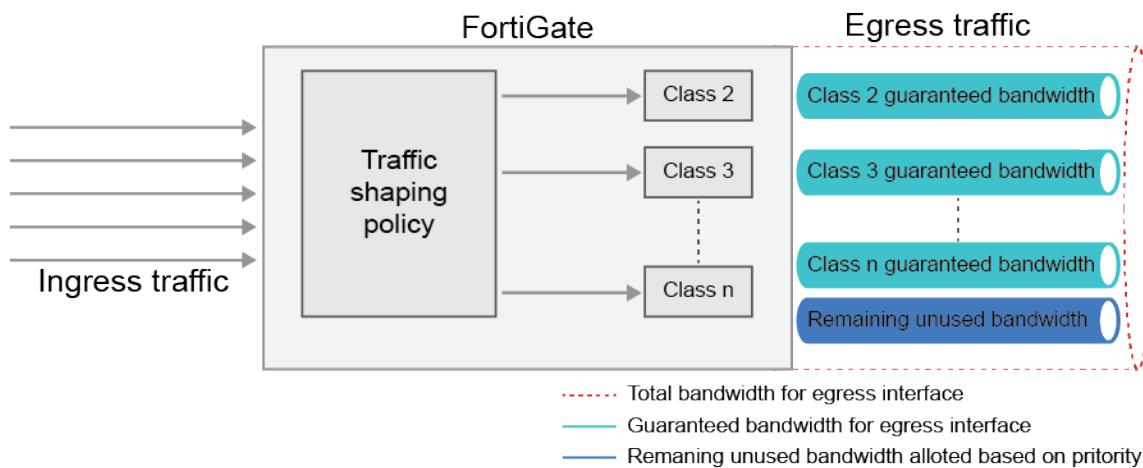 FortiGate
Egress traffic
Class 2
Class 2 guaranteed bandwidth
Traffic
shaping
policy
Class 3
Class 3 guaranteed bandwidth
Ingress traffic
Class n
Class n guaranteed bandwidth
Remaining unused bandwidth
Total bandwidth for egress interface
Guaranteed bandwidth for egress interface
Remaning unused bandwidth alloted based on pritority